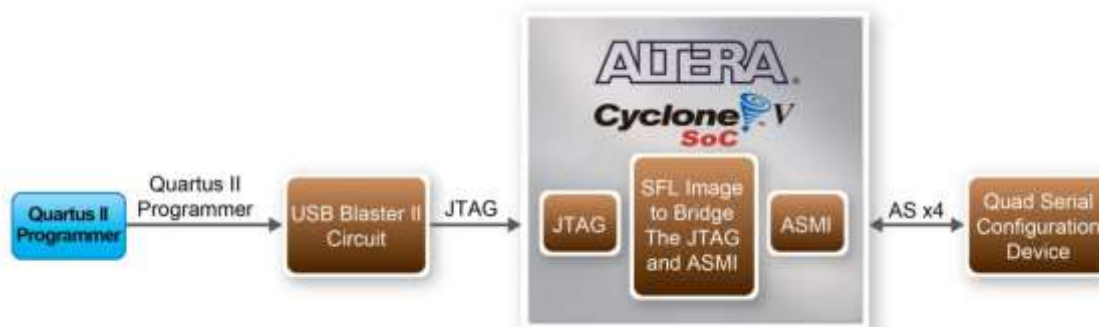 ALTERA.
Cyclone V
SoC
Quartus II
Programmer
Quartus II
Programmer
USB Blaster II
Circuit
JTAG
JTAG
SFL Image
to Bridge
The JTAG
and ASMI
ASMI
AS x4
Quad Serial
Configuration
Device